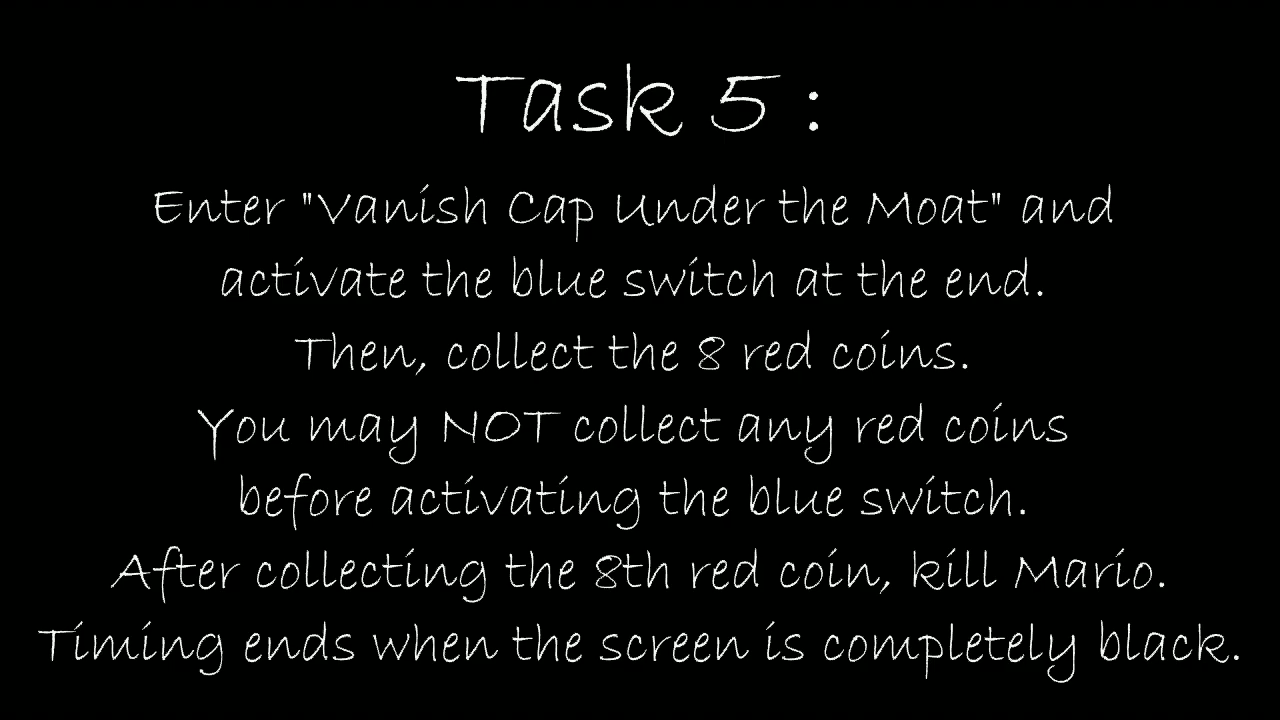 Task 5 :
Enter "Vanish Cap Under the Moat" and
activate the blue switch at the end.
Then, collect the 8 red coins.
You may NOT collect any red coins
before activating the blue switch.
After collecting the 8th red coin, kill Mario.
Timing ends when the screen is completely black.